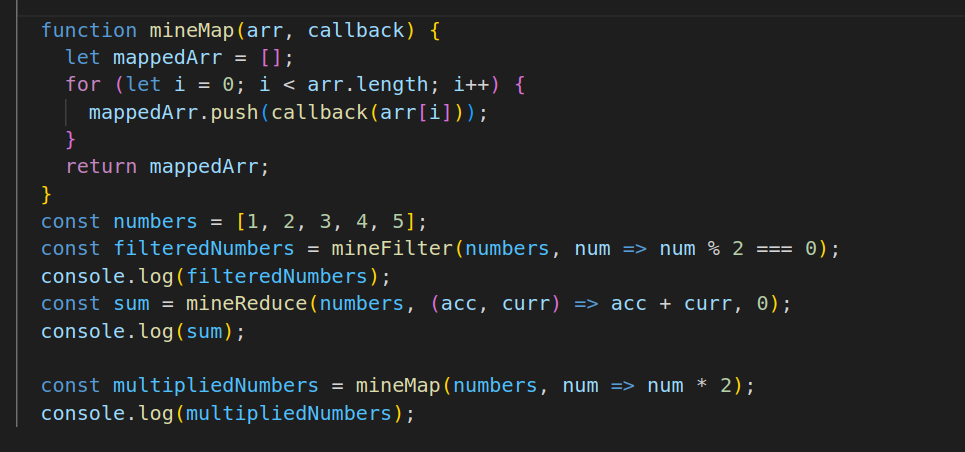 function mineMap(arr, callback) {
  let mappedArr = [];
  for (let i = 0; i < arr.length; i++) {
    mappedArr.push(callback(arr[i]));
  }
  return mappedArr;
}
const numbers = [1, 2, 3, 4, 5];
const filteredNumbers = mineFilter(numbers, num => num % 2 === 0);
console.log(filteredNumbers);
const sum = mineReduce(numbers, (acc, curr) => acc + curr, 0);
console.log(sum);

const multipliedNumbers = mineMap(numbers, num => num * 2);
console.log(multipliedNumbers);